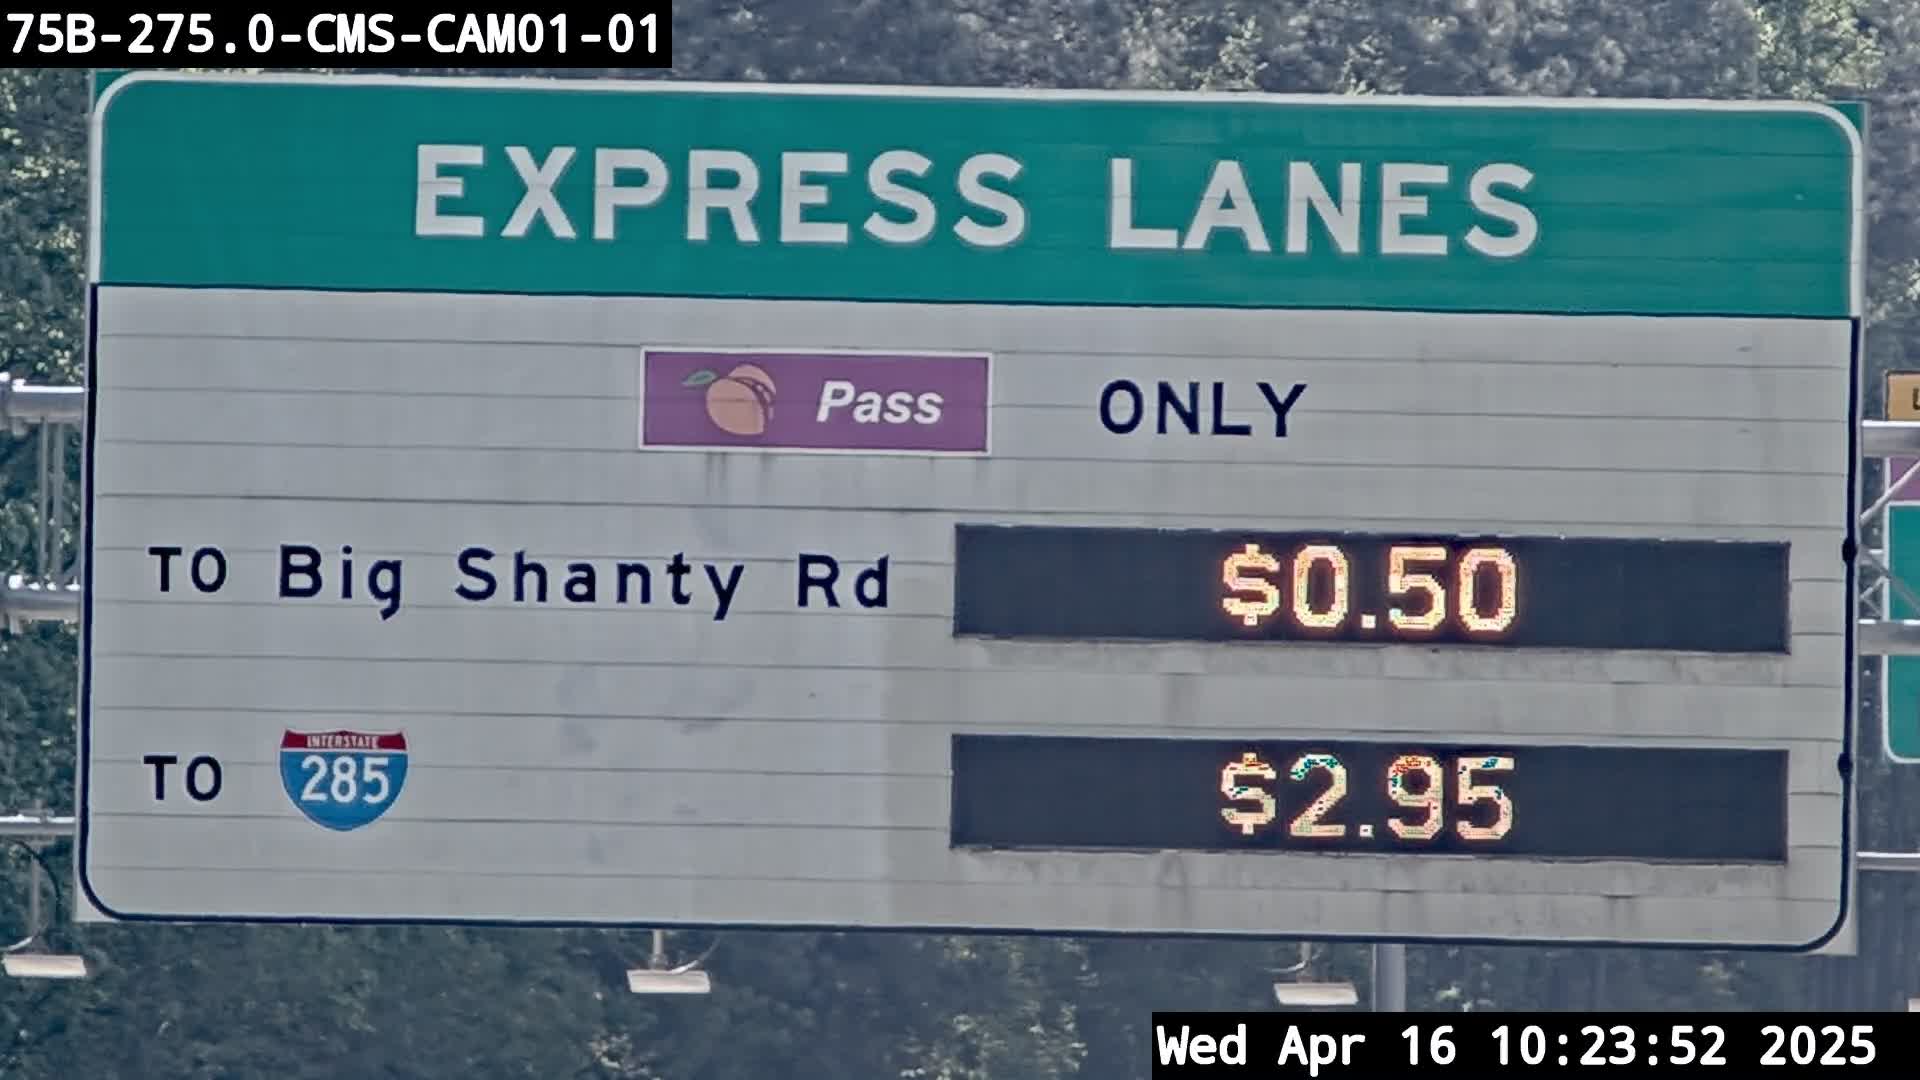 75B-275.0-CMS-CAM01-01
EXPRESS LANES
Pass ONLY
TO Big Shanty Rd $0.50
INTERSTATE
TO 285 $2.95
Wed Apr 16 10:23:52 2025